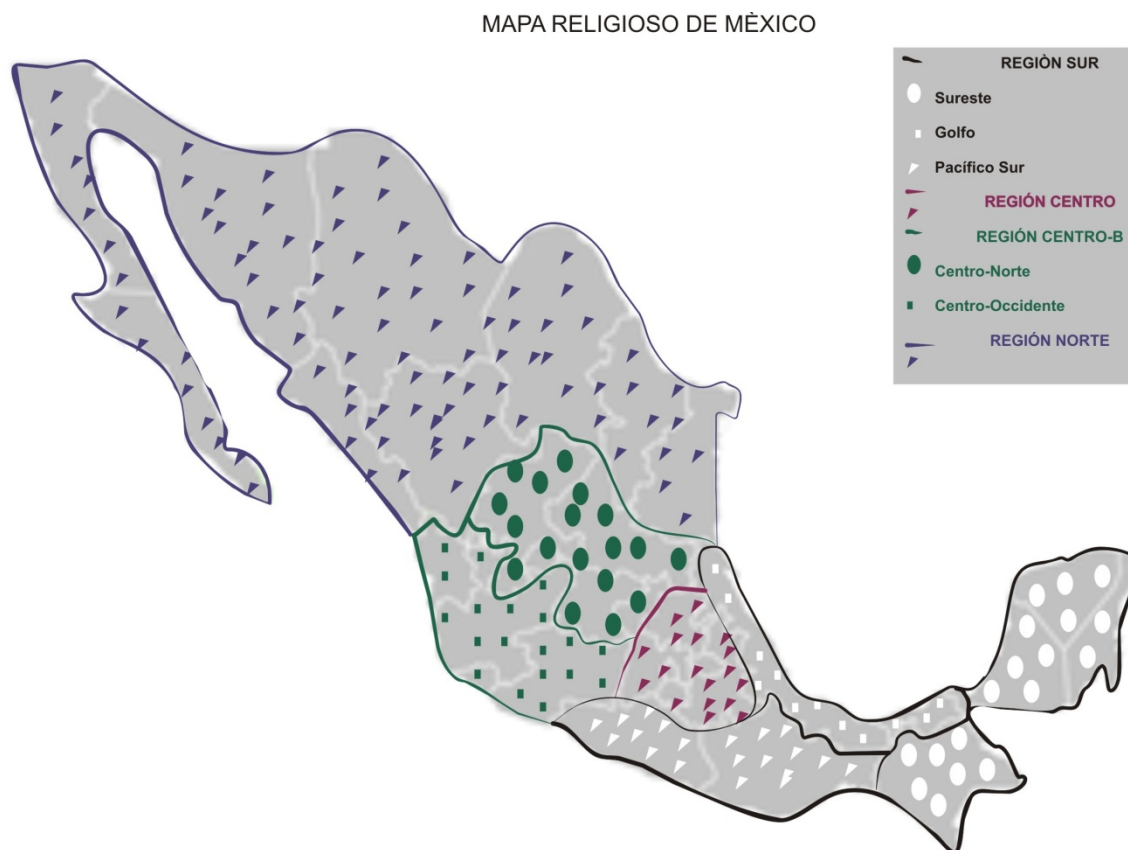 MAPA RELIGIOSO DE MÈXICO
REGIÒN SUR
Sureste
Golfo
Pacífico Sur
REGIÓN CENTRO
REGIÓN CENTRO-B
Centro-Norte
Centro-Occidente
REGIÓN NORTE